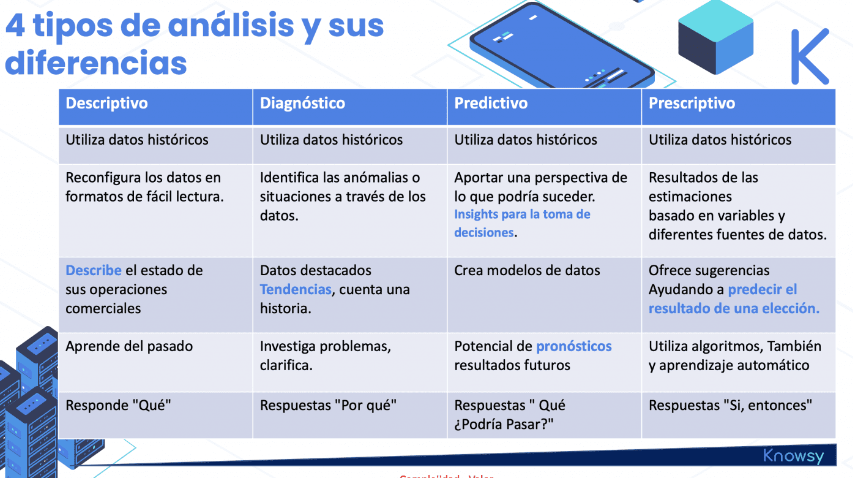 4 tipos de análisis y sus
diferencias
K
Descriptivo
Diagnóstico
Predictivo
Prescriptivo
Utiliza datos históricos
Utiliza datos históricos
Utiliza datos históricos
Utiliza datos históricos
Reconfigura los datos en
formatos de fácil lectura.
Identifica las anómalias o
situaciones a través de los
datos.
Aportar una perspectiva de
lo que podría suceder.
Insights para la toma de
decisiones.
Resultados de las
estimaciones
basado en variables y
diferentes fuentes de datos.
Describe el estado de
sus operaciones
comerciales
Datos destacados
Tendencias, cuenta una
historia.
Crea modelos de datos
Ofrece sugerencias
Ayudando a predecir el
resultado de una elección.
Aprende del pasado
Investiga problemas,
clarifica.
Potencial de pronósticos
resultados futuros
Utiliza algoritmos, También
y aprendizaje automático
Responde "Qué"
Respuestas "Por qué"
Respuestas " Qué
¿Podría Pasar?"
Respuestas "Si, entonces"
Knowsy